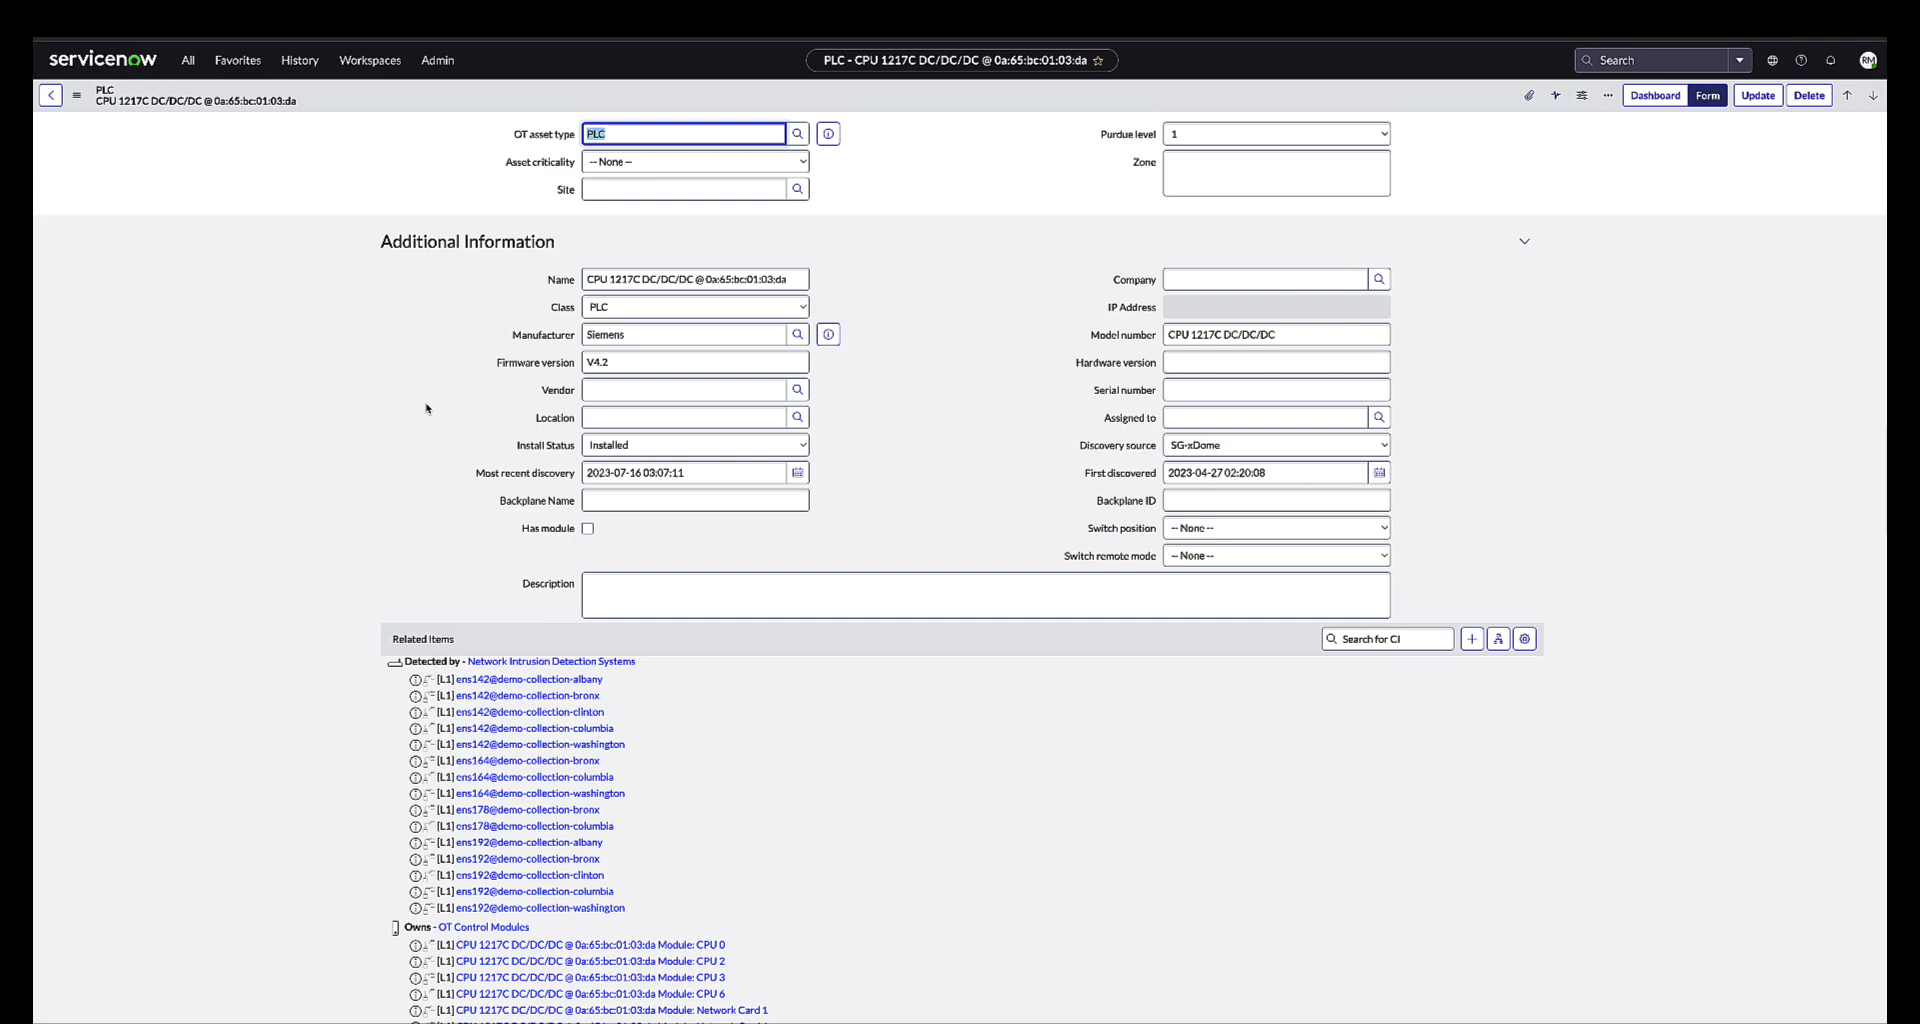 servicenow All Favorites History Workspaces Admin PLC - CPU 1217C DC/DC/DC @ 0a:65:bc:01:03:da Search RM
PLC
CPU 1217C DC/DC/DC @ 0a:65:bc:01:03:da
Dashboard Form Update Delete
OT asset type PLC Purdue level 1
Asset criticality -- None -- Zone
Site
Additional Information
Name CPU 1217C DC/DC/DC @ 0a:65:bc:01:03:da Company
Class PLC IP Address
Manufacturer Siemens Model number CPU 1217C DC/DC/DC
Firmware version V4.2 Hardware version
Vendor Serial number
Location Assigned to
Install Status Installed Discovery source SG-xDome
Most recent discovery 2023-07-16 03:07:11 First discovered 2023-04-27 02:20:08
Backplane Name Backplane ID
Has module Switch position -- None --
Switch remote mode -- None --
Description
Related Items Search for CI
Detected by - Network Intrusion Detection Systems
[L1] ens142@demo-collection-albany
[L1] ens142@demo-collection-bronx
[L1] ens142@demo-collection-clinton
[L1] ens142@demo-collection-columbia
[L1] ens142@demo-collection-washington
[L1] ens164@demo-collection-bronx
[L1] ens164@demo-collection-columbia
[L1] ens164@demo-collection-washington
[L1] ens178@demo-collection-bronx
[L1] ens178@demo-collection-columbia
[L1] ens192@demo-collection-albany
[L1] ens192@demo-collection-bronx
[L1] ens192@demo-collection-clinton
[L1] ens192@demo-collection-columbia
[L1] ens192@demo-collection-washington
Owns - OT Control Modules
[L1] CPU 1217C DC/DC/DC @ 0a:65:bc:01:03:da Module: CPU 0
[L1] CPU 1217C DC/DC/DC @ 0a:65:bc:01:03:da Module: CPU 2
[L1] CPU 1217C DC/DC/DC @ 0a:65:bc:01:03:da Module: CPU 3
[L1] CPU 1217C DC/DC/DC @ 0a:65:bc:01:03:da Module: CPU 6
[L1] CPU 1217C DC/DC/DC @ 0a:65:bc:01:03:da Module: Network Card 1